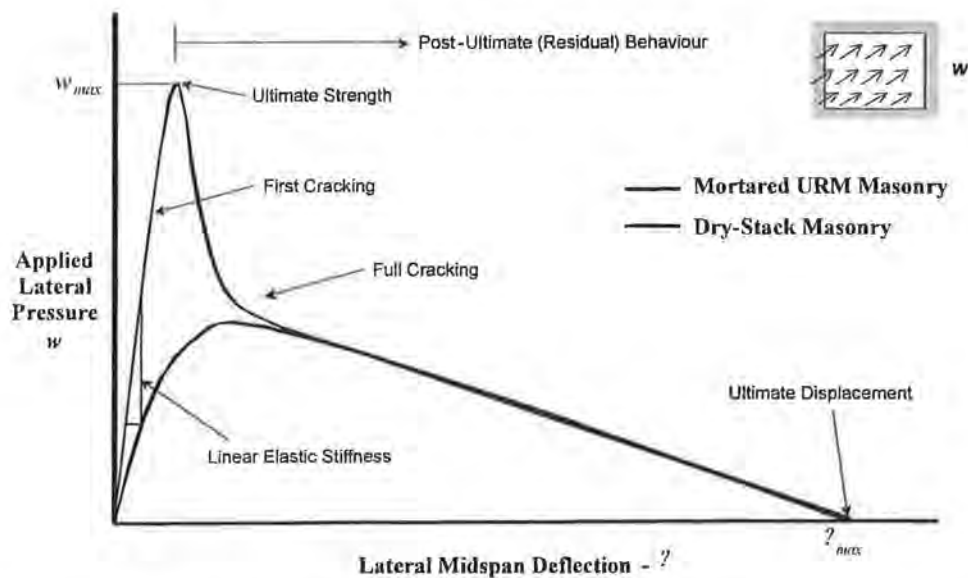 Post-Ultimate (Residual) Behaviour
w max
Ultimate Strength
W
First Cracking
Mortared URM Masonry
Dry-Stack Masonry
Applied
Lateral
Pressure
w
Full Cracking
Ultimate Displacement
Linear Elastic Stiffness
? max
Lateral Midspan Deflection - ?